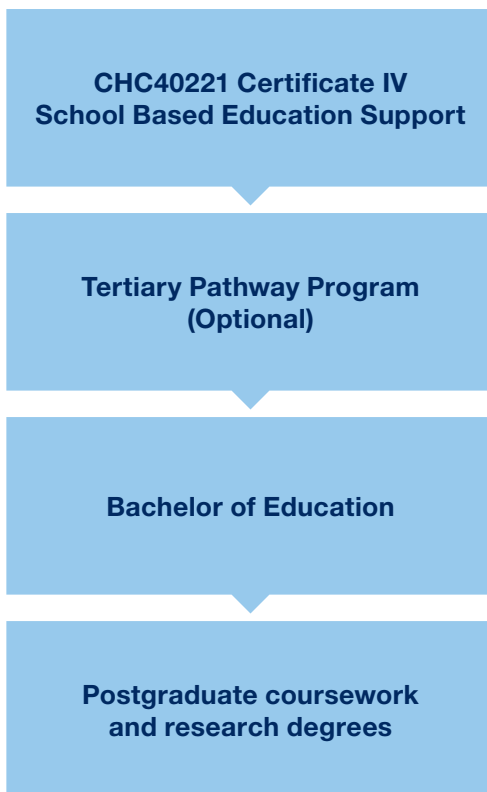 CHC40221 Certificate IV
School Based Education Support
Tertiary Pathway Program
(Optional)
Bachelor of Education
Postgraduate coursework
and research degrees